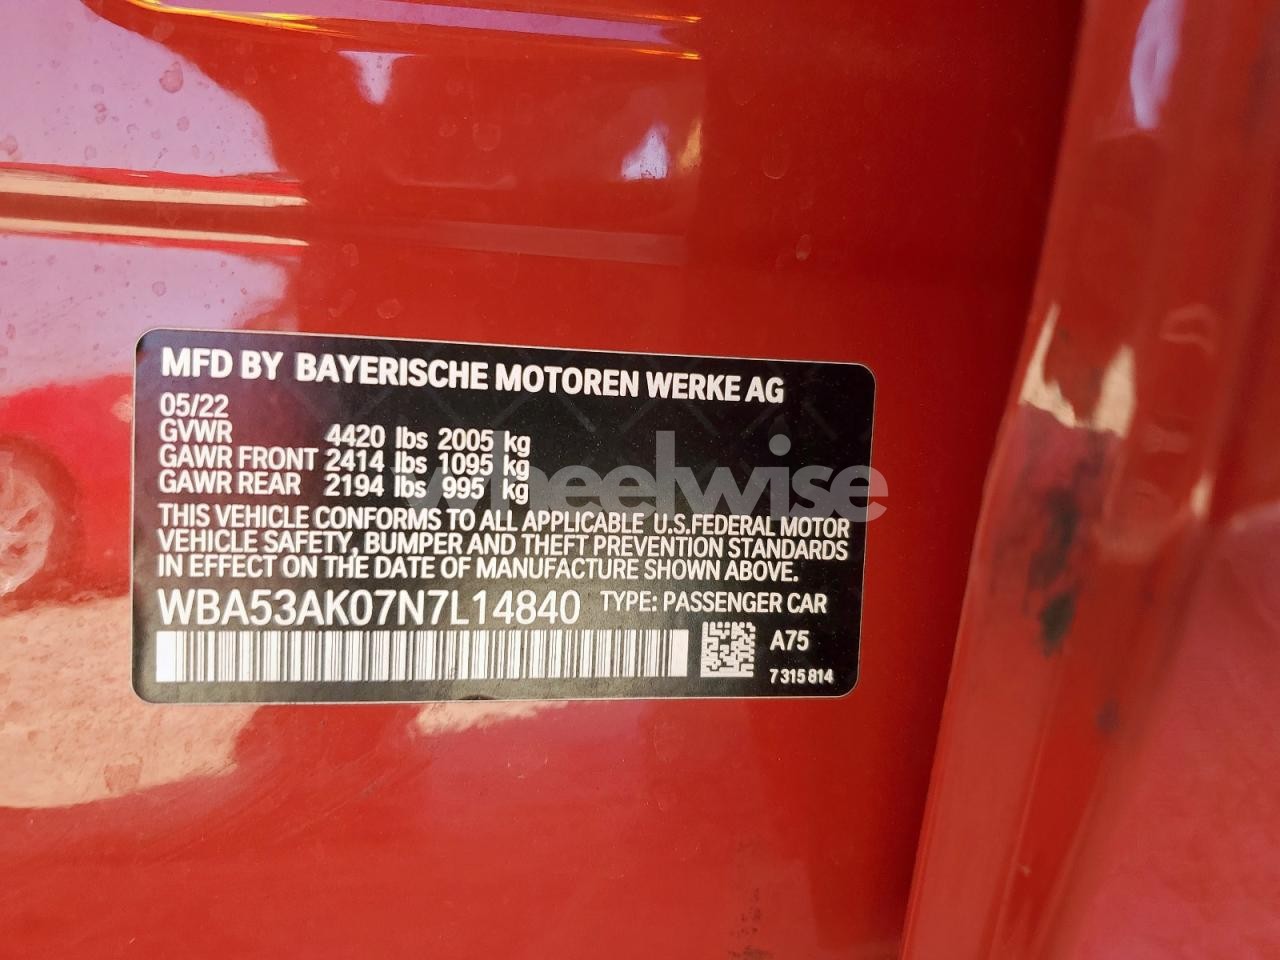 MFD BY BAYERISCHE MOTOREN WERKE AG
05/22
GVWR 4420 lbs 2005 kg
GAWR FRONT 2414 lbs 1095 kg
GAWR REAR 2194 lbs 995 kg
THIS VEHICLE CONFORMS TO ALL APPLICABLE U.S.FEDERAL MOTOR
VEHICLE SAFETY, BUMPER AND THEFT PREVENTION STANDARDS
IN EFFECT ON THE DATE OF MANUFACTURE SHOWN ABOVE.
WBA53AK07N7L14840 TYPE: PASSENGER CAR
A75
7 315 814
wheelwise